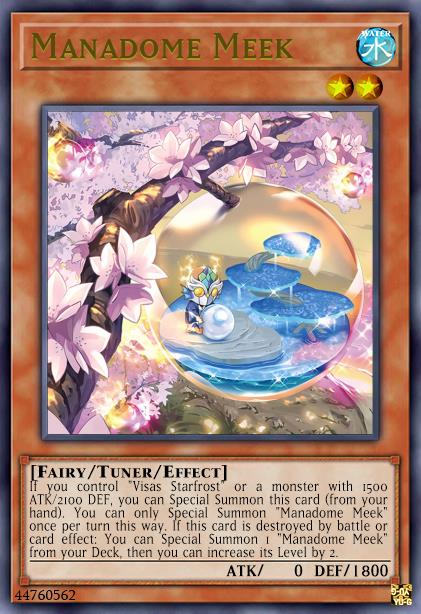 Manadome Meek
WATER
水
[Fairy/Tuner/Effect]
If you control "Visas Starfrost" or a monster with 1500
ATK/2100 DEF, you can Special Summon this card (from your
hand). You can only Special Summon "Manadome Meek"
once per turn this way. If this card is destroyed by battle or
card effect: You can Special Summon 1 "Manadome Meek"
from your Deck, then you can increase its Level by 2.
ATK/ 0 DEF/1800
44760562